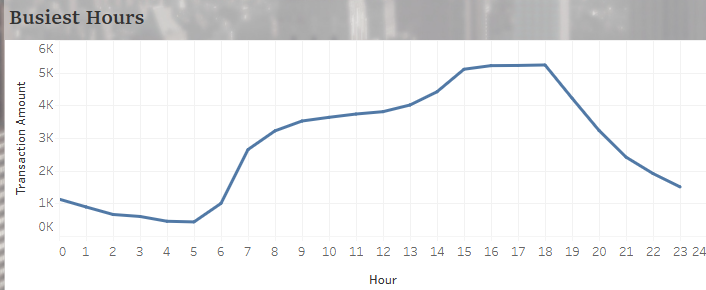 Busiest Hours
6K
5K
4K
3K
2K
1K
0K
Transaction Amount
0 1 2 3 4 5 6 7 8 9 10 11 12 13 14 15 16 17 18 19 20 21 22 23 24
Hour